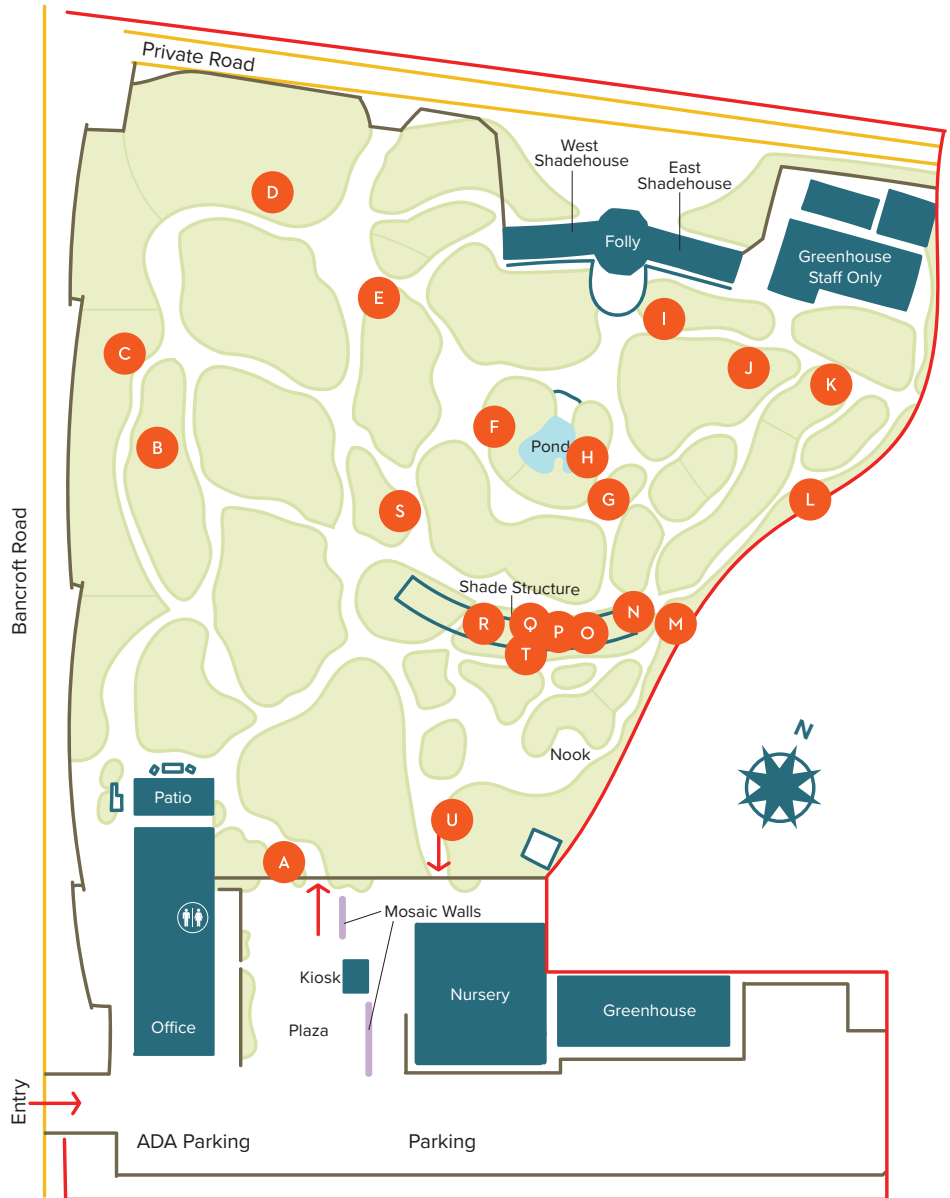 Private Road
West
Shadehouse
East
Shadehouse
Folly
Greenhouse
Staff Only
D
E
I
C
J
K
F
B
Pond
H
G
L
S
Bancroft Road
Shade Structure
R
Q
P
O
N
M
T
Nook
N
Patio
U
A
Mosaic Walls
Kiosk
Nursery
Plaza
Greenhouse
Office
Entry
ADA Parking
Parking